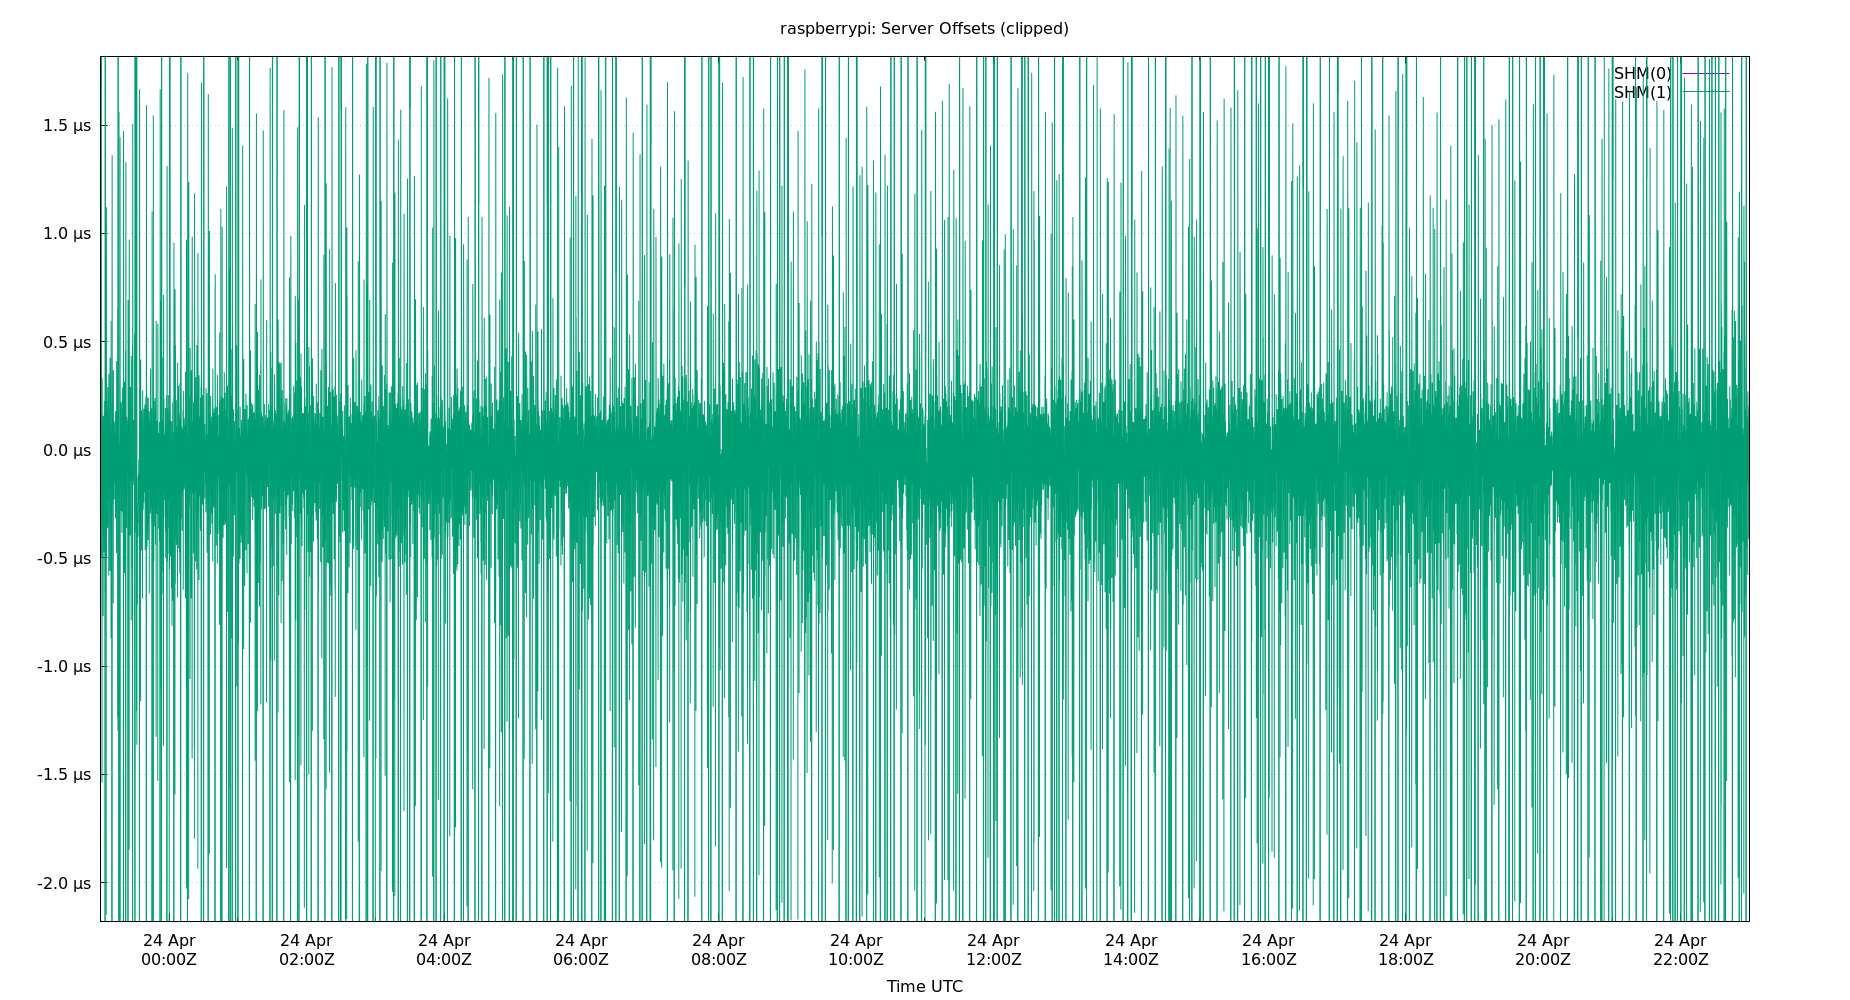 raspberrypi: Server Offsets (clipped)
SHM(0)
SHM(1)
1.5 µs
1.0 µs
0.5 µs
0.0 µs
-0.5 µs
-1.0 µs
-1.5 µs
-2.0 µs
24 Apr 24 Apr 24 Apr 24 Apr 24 Apr 24 Apr 24 Apr 24 Apr 24 Apr 24 Apr 24 Apr 24 Apr
00:00Z 02:00Z 04:00Z 06:00Z 08:00Z 10:00Z 12:00Z 14:00Z 16:00Z 18:00Z 20:00Z 22:00Z
Time UTC